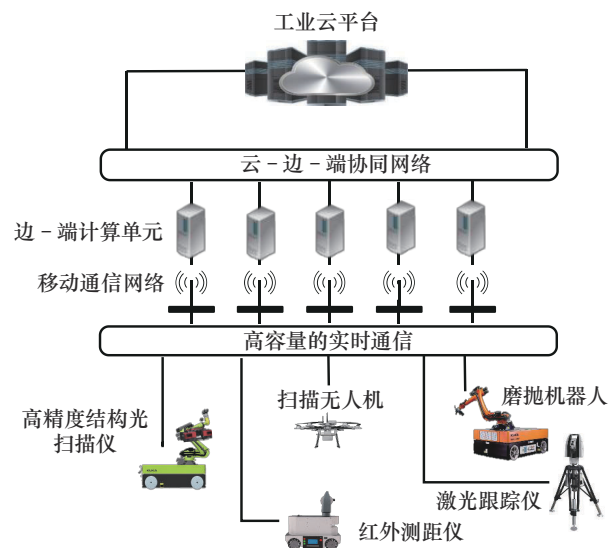 工业云平台
云－边－端协同网络
边－端计算单元
移动通信网络
高容量的实时通信
高精度结构光
扫描仪
扫描无人机
磨抛机器人
激光跟踪仪
红外测距仪